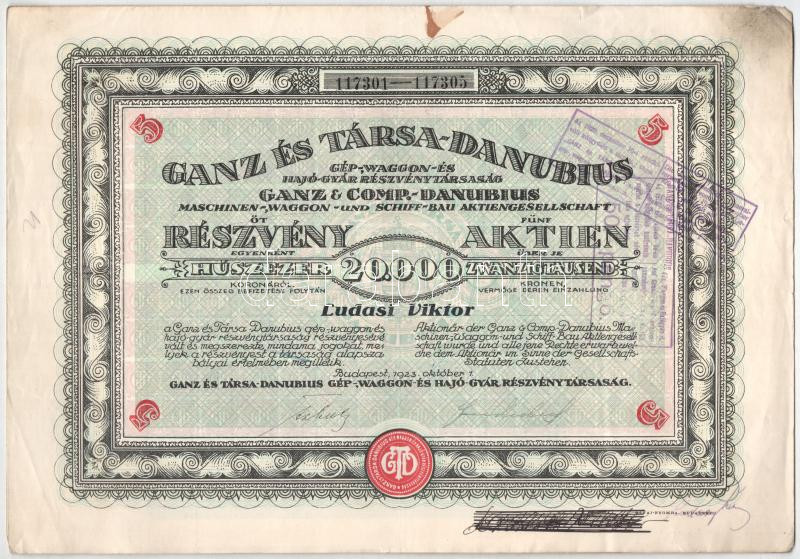 117301—117305
5 5
GANZ ÉS TÁRSA-DANUBIUS
GÉP-, WAGGON- ÉS
HAJÓ-GYÁR RÉSZVÉNYTÁRSASÁG
GANZ & COMP.-DANUBIUS
MASCHINEN-, WAGGON- UND SCHIFF-BAU AKTIENGESELLSCHAFT
ÖT FÜNF
RÉSZVÉNY AKTIEN
EGYENKÉNT ÜBER JE
HÚSZEZER 20.000 ZWANZIGTAUSEND
KORONÁRÓL, KRONEN,
EZEN ÖSSZEG BEFIZETÉSE FOLYTÁN VERMÖGE DEREN EINZAHLUNG
Ludasi Viktor
a Ganz és Társa Danubius gép-, waggon- és
hajó-gyár részvénytársaság részvényesévé
vált és megszerezte mindama jogokat, me-
lyek a részvényest a társaság alapsza-
bályai értelmében megilletik.
Aktionär der Ganz & Comp.-Danubius Ma-
schinen-, Waggon- und Schiff-Bau Aktiengesell-
schaft wurde und alle jene Rechte erwarb, wel-
che dem Aktionär im Sinne der Gesellschafts-
Statuten zustehen.
Budapest, 1923. október 1.
GANZ ÉS TÁRSA-DANUBIUS GÉP-, WAGGON- ÉS HAJÓ-GYÁR RÉSZVÉNYTÁRSASÁG.
5 5
GTD